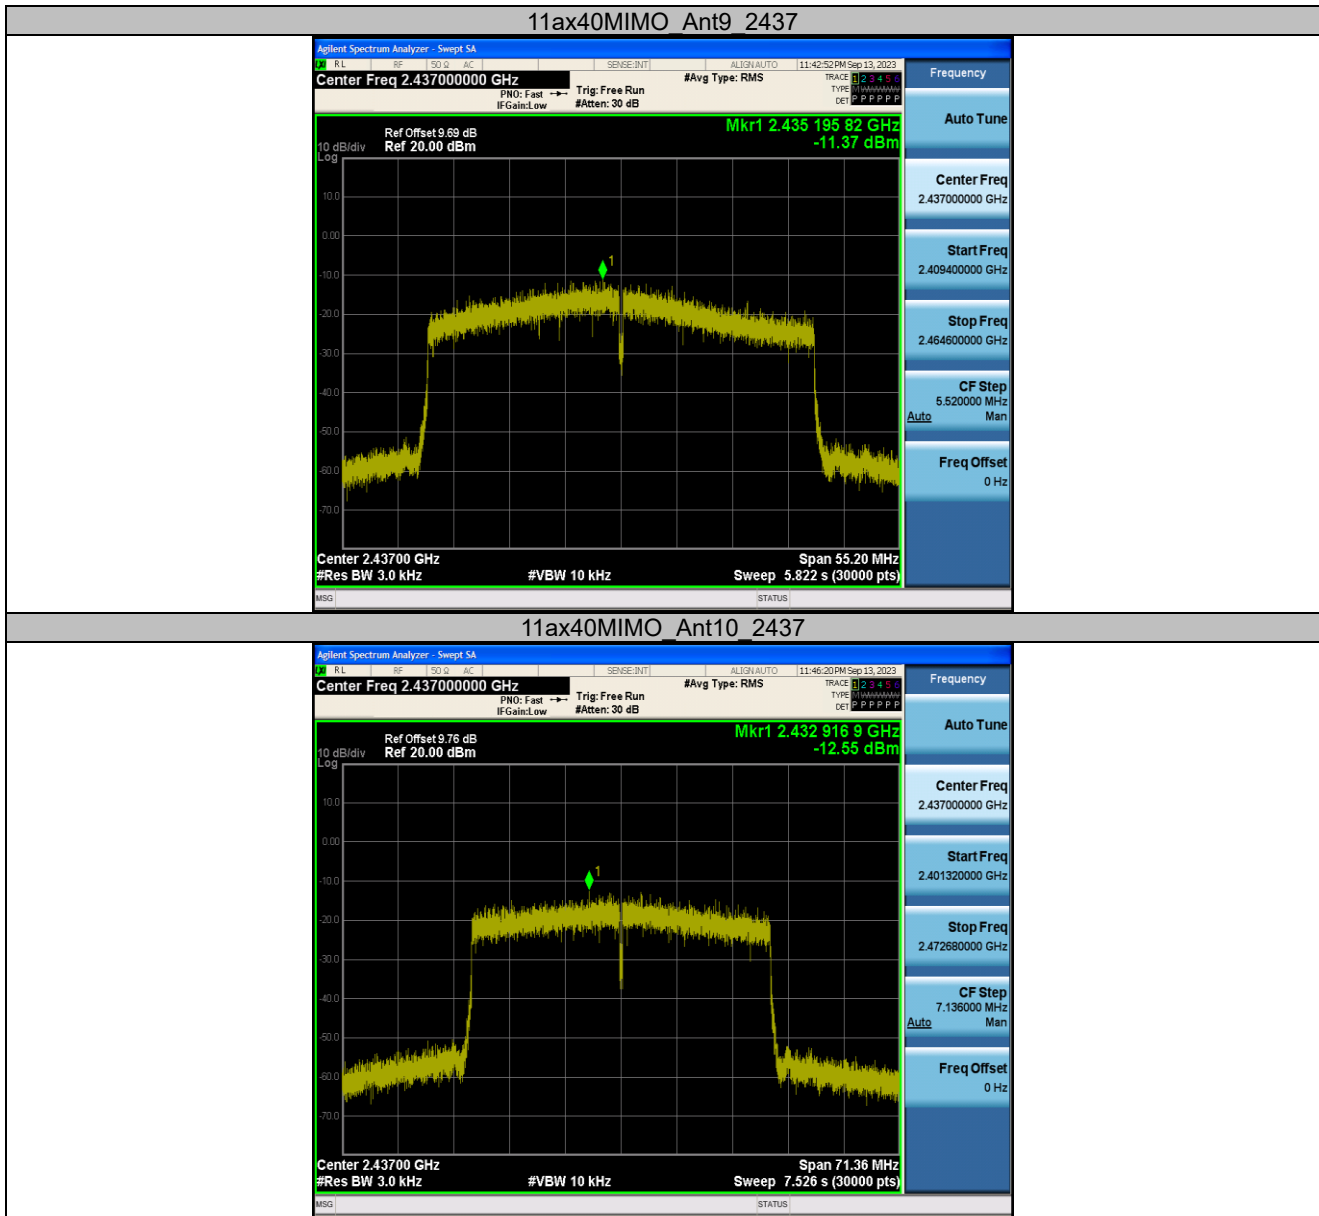 11ax40MIMO_Ant9_2437
Agilent Spectrum Analyzer - Swept SA
RL RF 50 Ω AC SENSE:INT ALIGN AUTO 11:42:52 PM Sep 13, 2023
Center Freq 2.437000000 GHz
PNO: Fast
IFGain:Low
Trig: Free Run
#Atten: 30 dB
#Avg Type: RMS
TRACE 1 2 3 4 5 6
TYPE M
DET P P P P P P
Frequency
Auto Tune
Mkr1 2.435 195 82 GHz
-11.37 dBm
Ref Offset 9.69 dB
10 dB/div Ref 20.00 dBm
Log
10.0
0.00
-10.0
-20.0
-30.0
-40.0
-50.0
-60.0
-70.0
1
Center Freq
2.437000000 GHz
Start Freq
2.409400000 GHz
Stop Freq
2.464600000 GHz
CF Step
5.520000 MHz
Auto Man
Freq Offset
0 Hz
Center 2.43700 GHz Span 55.20 MHz
#Res BW 3.0 kHz #VBW 10 kHz Sweep 5.822 s (30000 pts)
MSG STATUS
11ax40MIMO_Ant10_2437
Agilent Spectrum Analyzer - Swept SA
RL RF 50 Ω AC SENSE:INT ALIGN AUTO 11:46:20 PM Sep 13, 2023
Center Freq 2.437000000 GHz
PNO: Fast
IFGain:Low
Trig: Free Run
#Atten: 30 dB
#Avg Type: RMS
TRACE 1 2 3 4 5 6
TYPE M
DET P P P P P P
Frequency
Auto Tune
Mkr1 2.432 916 9 GHz
-12.55 dBm
Ref Offset 9.76 dB
10 dB/div Ref 20.00 dBm
Log
10.0
0.00
-10.0
-20.0
-30.0
-40.0
-50.0
-60.0
-70.0
1
Center Freq
2.437000000 GHz
Start Freq
2.401320000 GHz
Stop Freq
2.472680000 GHz
CF Step
7.136000 MHz
Auto Man
Freq Offset
0 Hz
Center 2.43700 GHz Span 71.36 MHz
#Res BW 3.0 kHz #VBW 10 kHz Sweep 7.526 s (30000 pts)
MSG STATUS